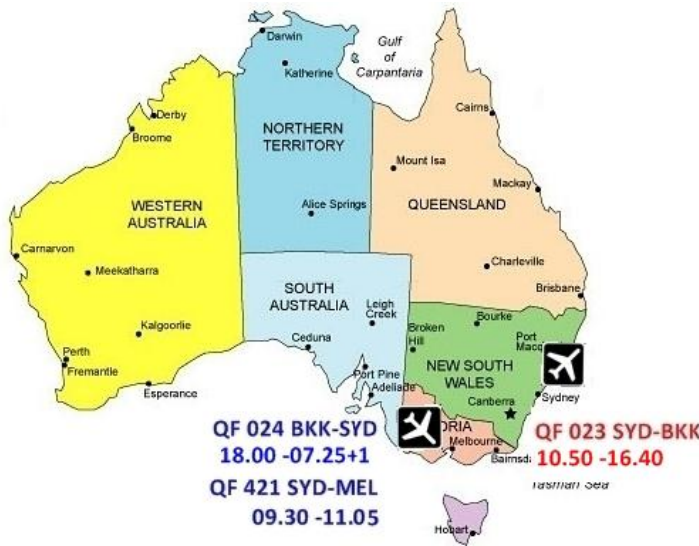 Darwin
Gulf
of
Carpantaria
Katherine
Cairns
Derby
Broome
NORTHERN
TERRITORY
Mount Isa
Mackay
WESTERN
AUSTRALIA
Alice Springs
QUEENSLAND
Carnarvon
Meekatharra
Charleville
SOUTH
AUSTRALIA
Brisbane
Leigh
Creek
Bourke
Kalgoorlie
Ceduna
Broken
Hill
Port
Macq
Perth
Fremantle
NEW SOUTH
WALES
Port Pine
Esperance
Adelaide
Canberra
Sydney
QF 024 BKK-SYD
18.00 -07.25+1
ORIA
Melbourne
QF 023 SYD-BKK
10.50 -16.40
Bairnsd
QF 421 SYD-MEL
09.30 -11.05
Tasman Sea
Hobart